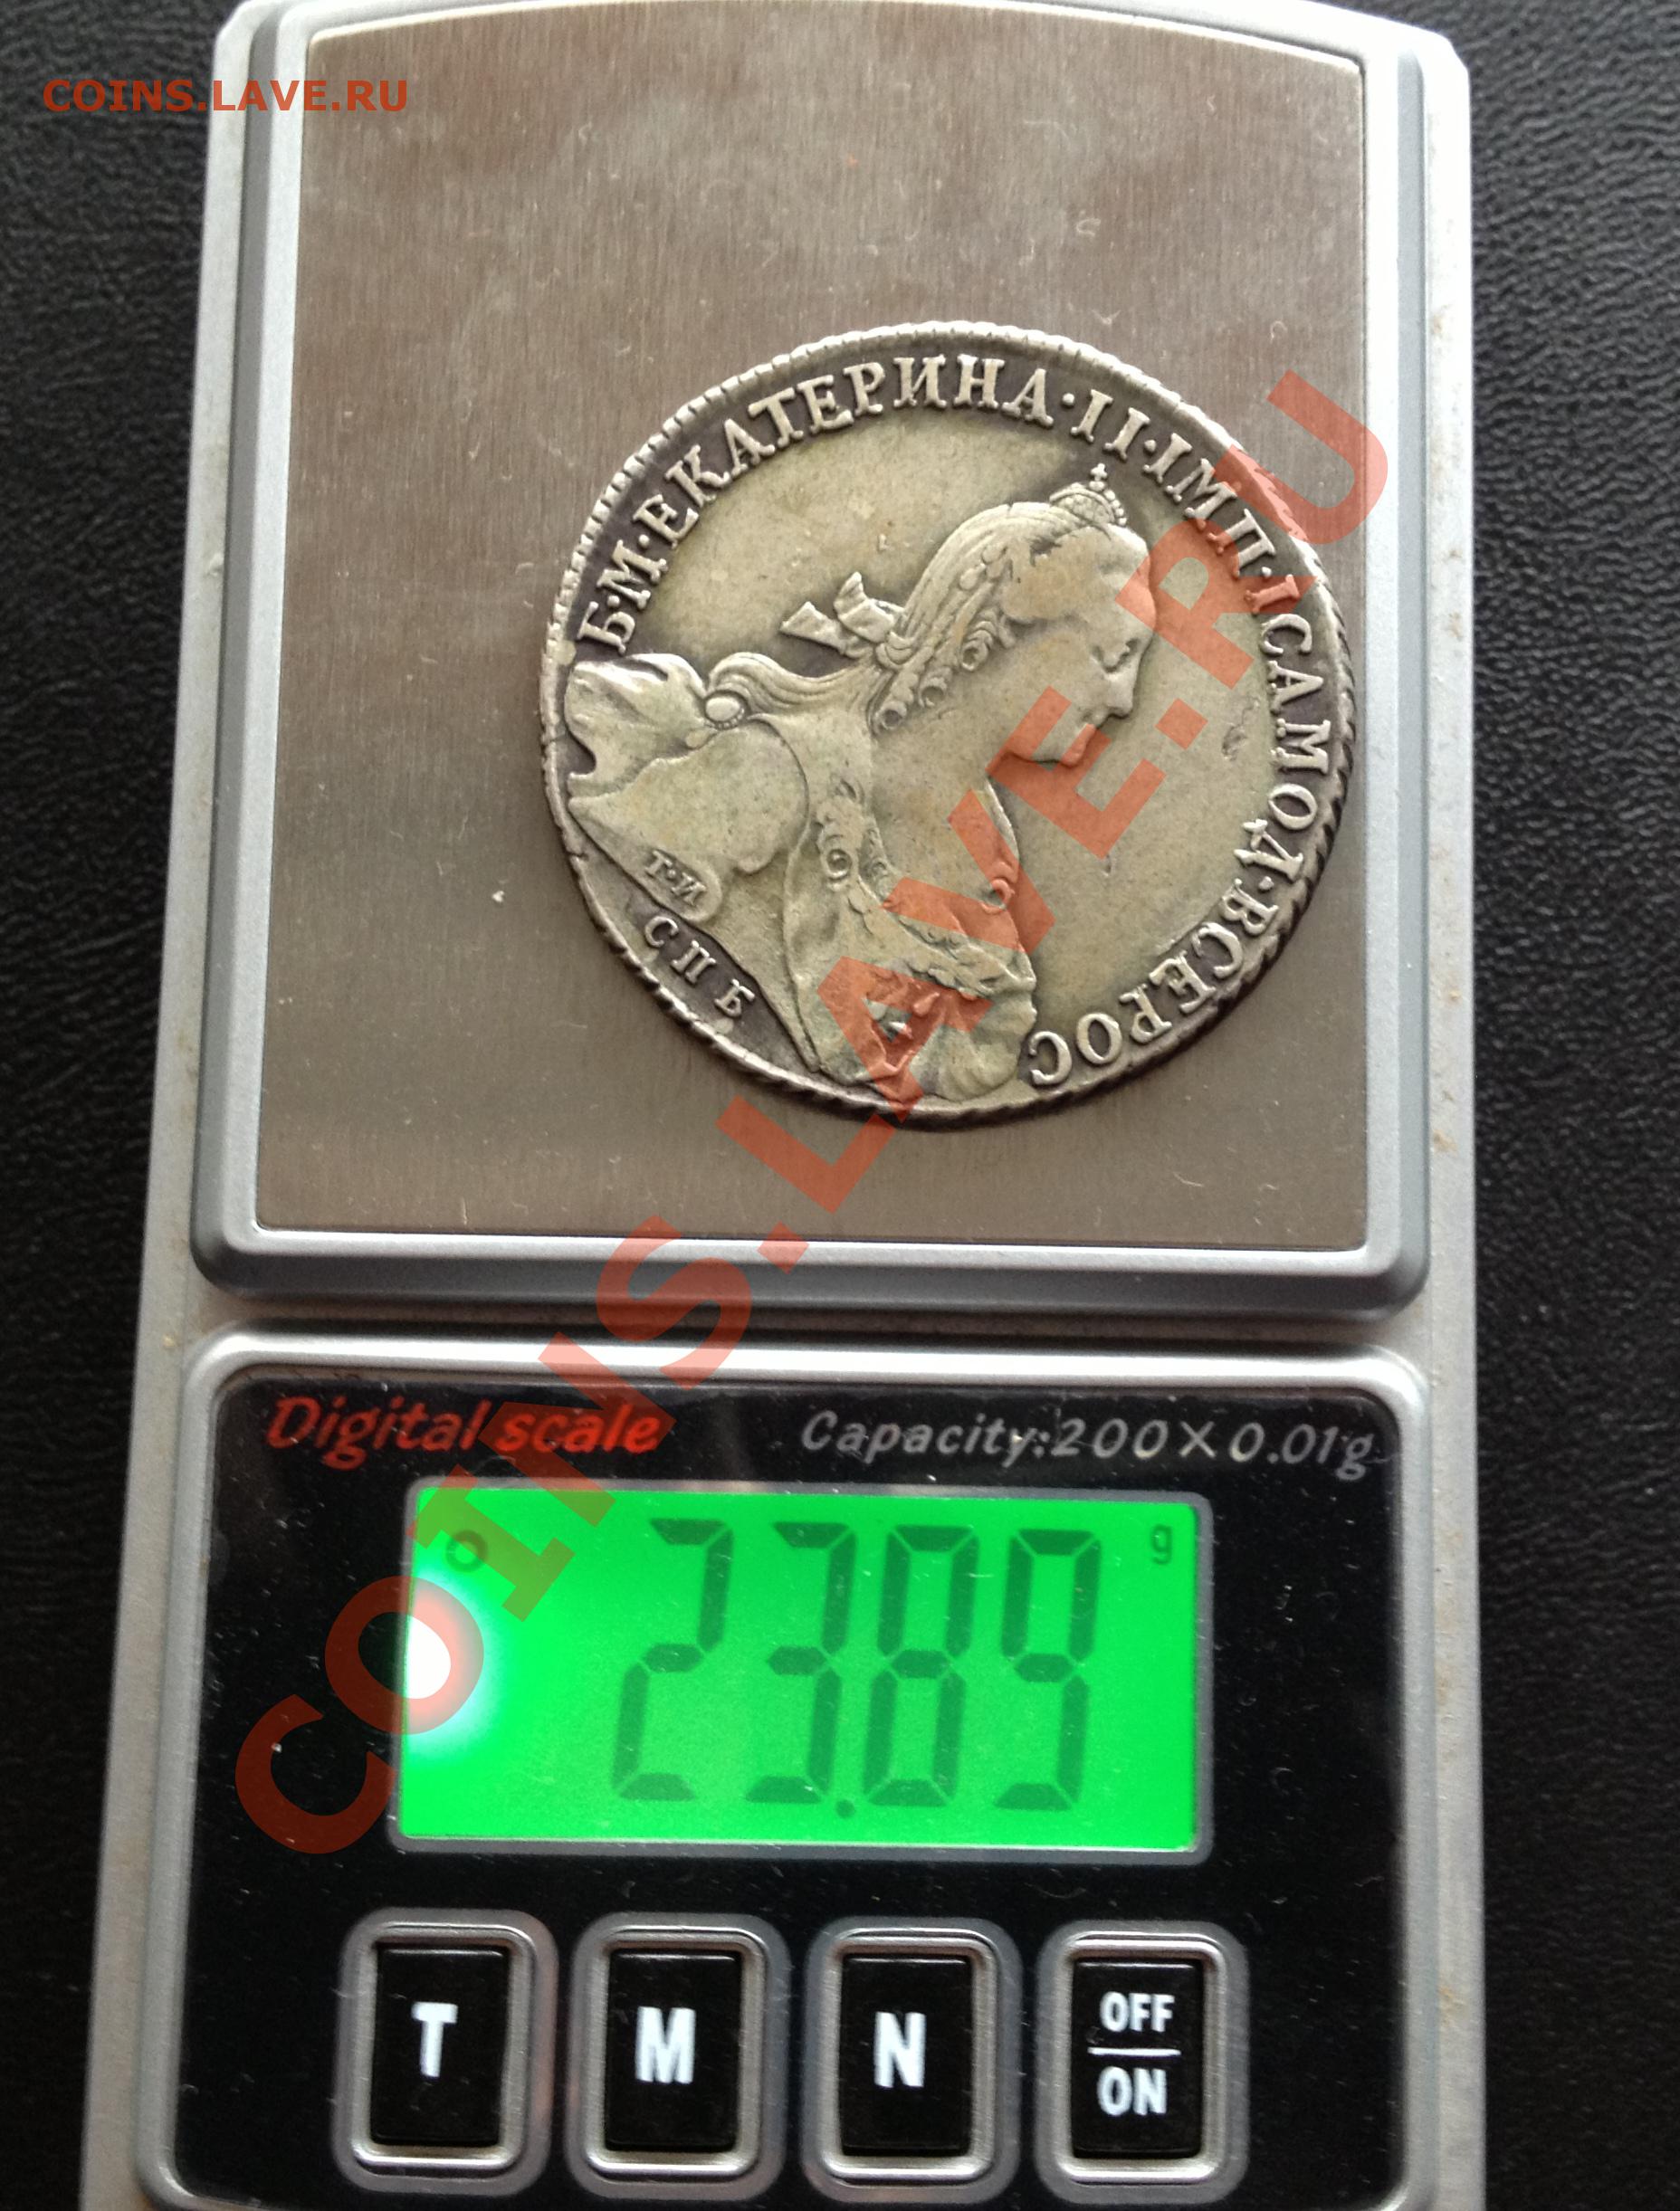 COINS.LAVE.RU
Б·М·ЕКАТЕРИНА·II·IМП·IСАМОД·ВСЕРОС
Т·И
СПБ
COINS.LAVE.RU
Digital scale Capacity:200×0.01g
o 23.89 g
T M N OFF
ON